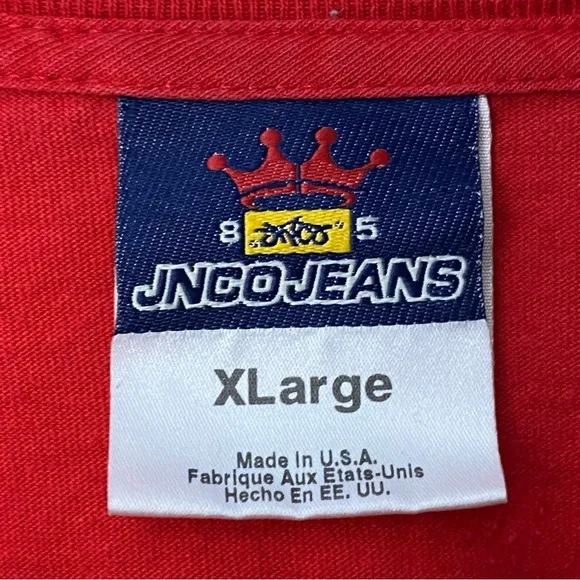 8 JNCO 5
JNCOJEANS
XLarge
Made In U.S.A.
Fabrique Aux Etats-Unis
Hecho En EE. UU.